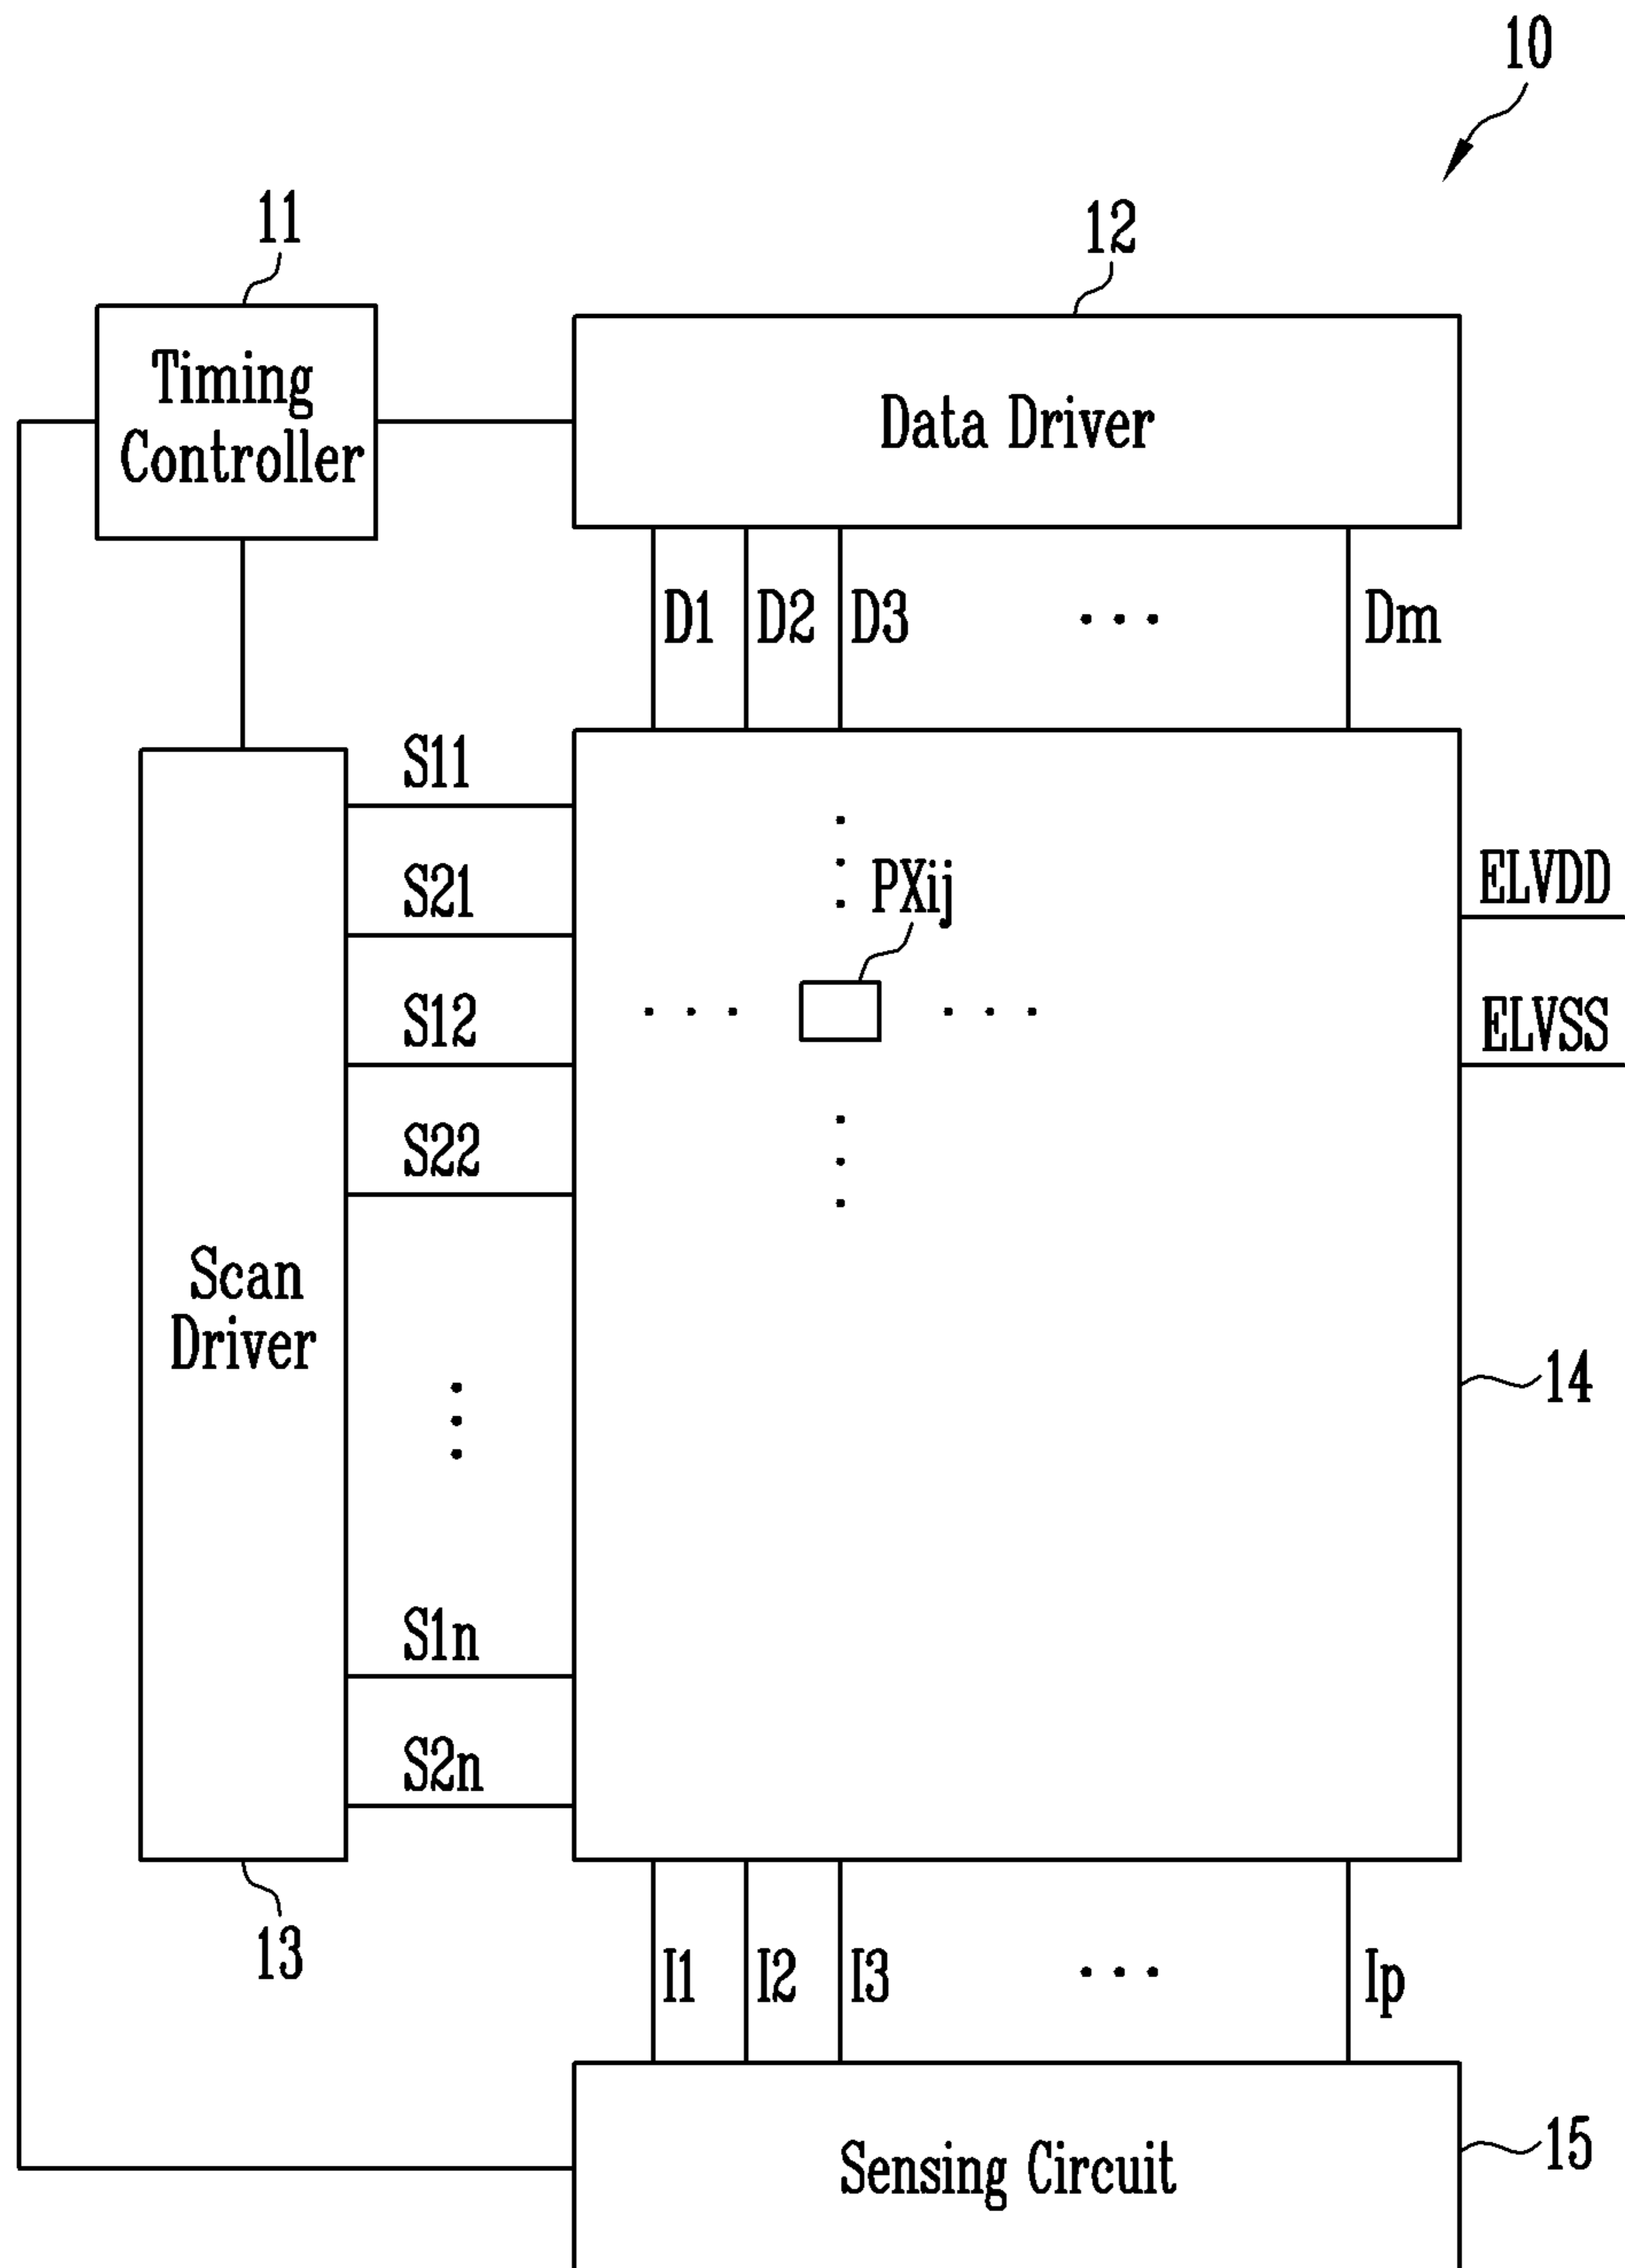 10
11
12
Timing
Controller
Data Driver
D1 D2 D3 ... Dm
S11
S21
S12
S22
PXij
ELVDD
ELVSS
Scan
Driver
14
S1n
S2n
13
I1 I2 I3 ... Ip
Sensing Circuit
15